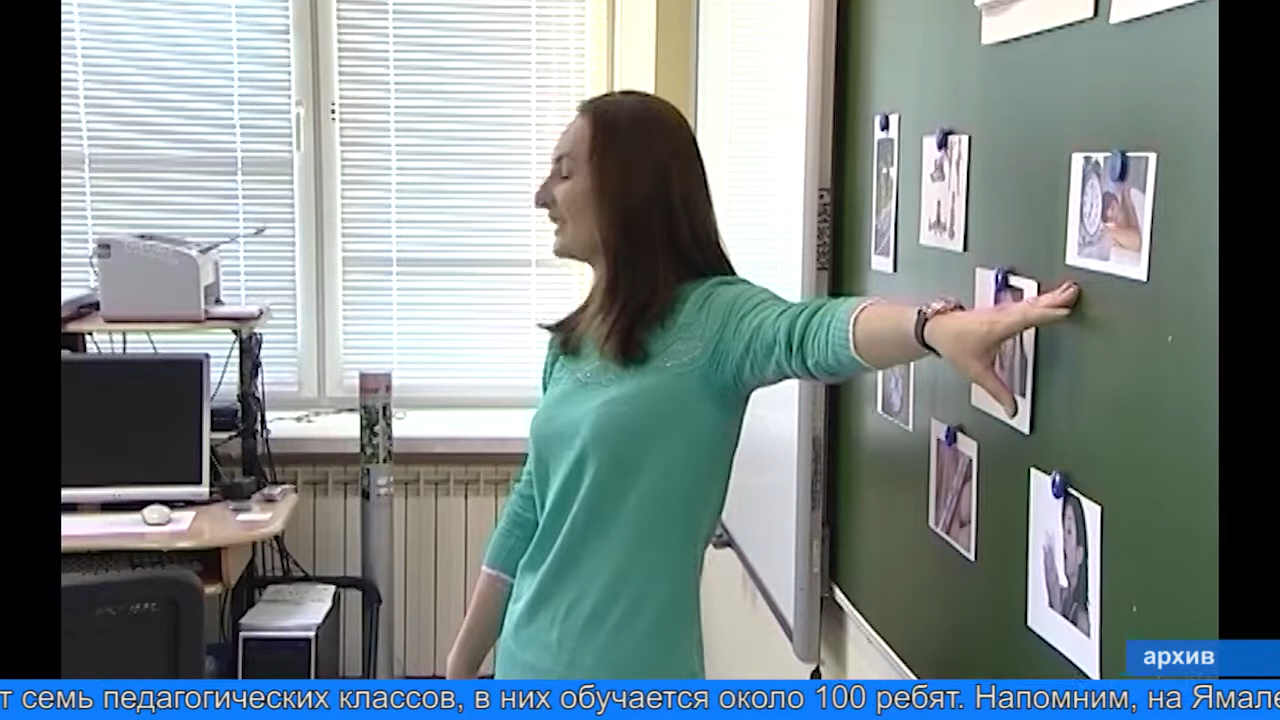 архив
т семь педагогических классов, в них обучается около 100 ребят. Напомним, на Ямале